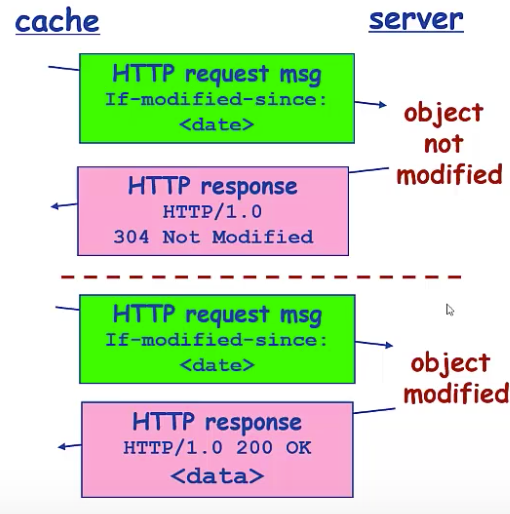 cache
server
HTTP request msg
If-modified-since:
<date>
object
not
modified
HTTP response
HTTP/1.0
304 Not Modified
HTTP request msg
If-modified-since:
<date>
object
modified
HTTP response
HTTP/1.0 200 OK
<data>